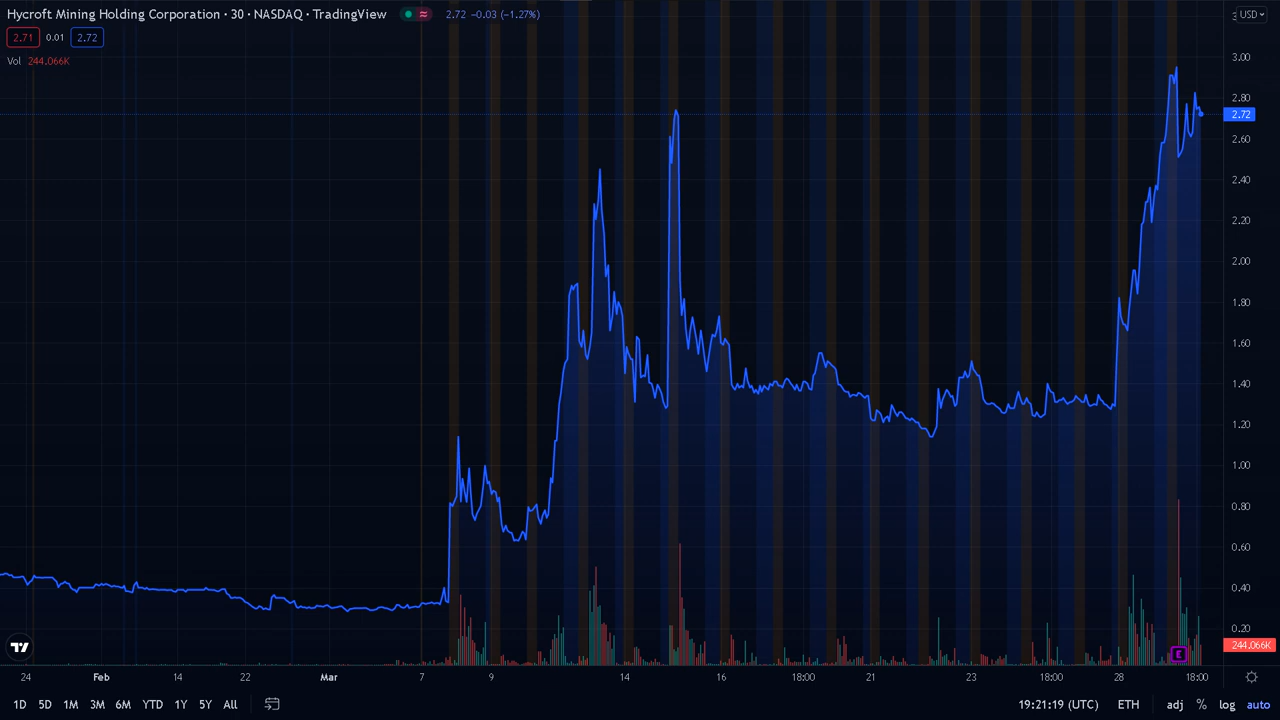 Hycroft Mining Holding Corporation · 30 · NASDAQ · TradingView 2.72 −0.03 (−1.27%)
USD
2.71 0.01 2.72
Vol 244.066K
3.00
2.80
2.72
2.60
2.40
2.20
2.00
1.80
1.60
1.40
1.20
1.00
0.80
0.60
0.40
0.20
244.066K
E
24 Feb 14 22 Mar 7 9 14 16 18:00 21 23 18:00 28 18:00
1D 5D 1M 3M 6M YTD 1Y 5Y All 19:21:19 (UTC) ETH adj % log auto